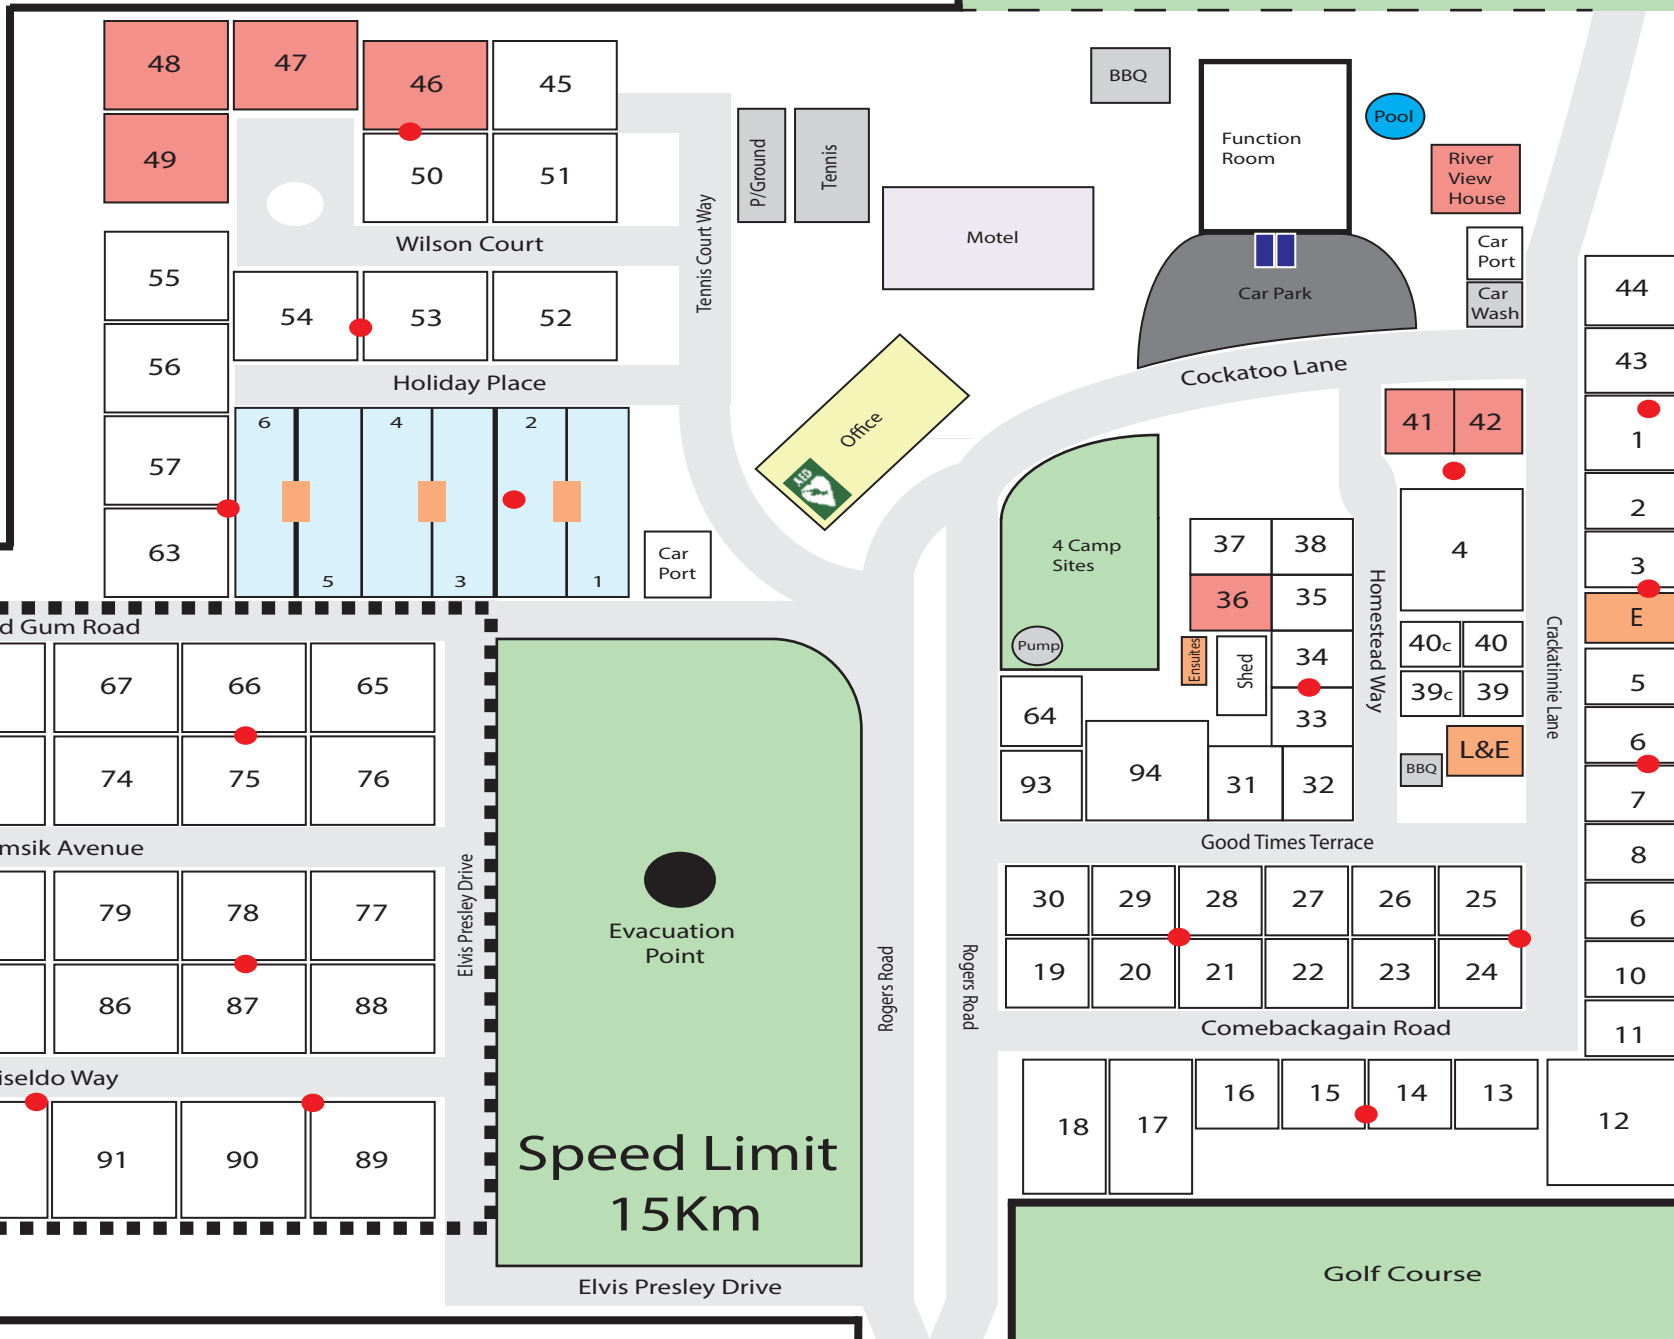 48
47
46
45
49
50
51
Wilson Court
55
54
53
52
56
Holiday Place
57
63
6
4
2
5
3
1
Car
Port
Tennis Court Way
P/Ground
Tennis
Motel
Office
AED
BBQ
Function
Room
Pool
River
View
House
Car
Port
Car
Wash
Car Park
Cockatoo Lane
4 Camp
Sites
Pump
37
38
36
35
Ensuites
Shed
34
33
64
93
94
31
32
Homestead Way
41
42
4
40c
40
39c
39
L&E
BBQ
Crackatinnie Lane
44
43
1
2
3
E
5
6
7
8
6
10
11
12
Good Times Terrace
30
29
28
27
26
25
19
20
21
22
23
24
Comebackagain Road
18
17
16
15
14
13
Golf Course
d Gum Road
67
66
65
74
75
76
msik Avenue
79
78
77
86
87
88
iseldo Way
91
90
89
Elvis Presley Drive
Evacuation
Point
Speed Limit
15Km
Elvis Presley Drive
Rogers Road
Rogers Road